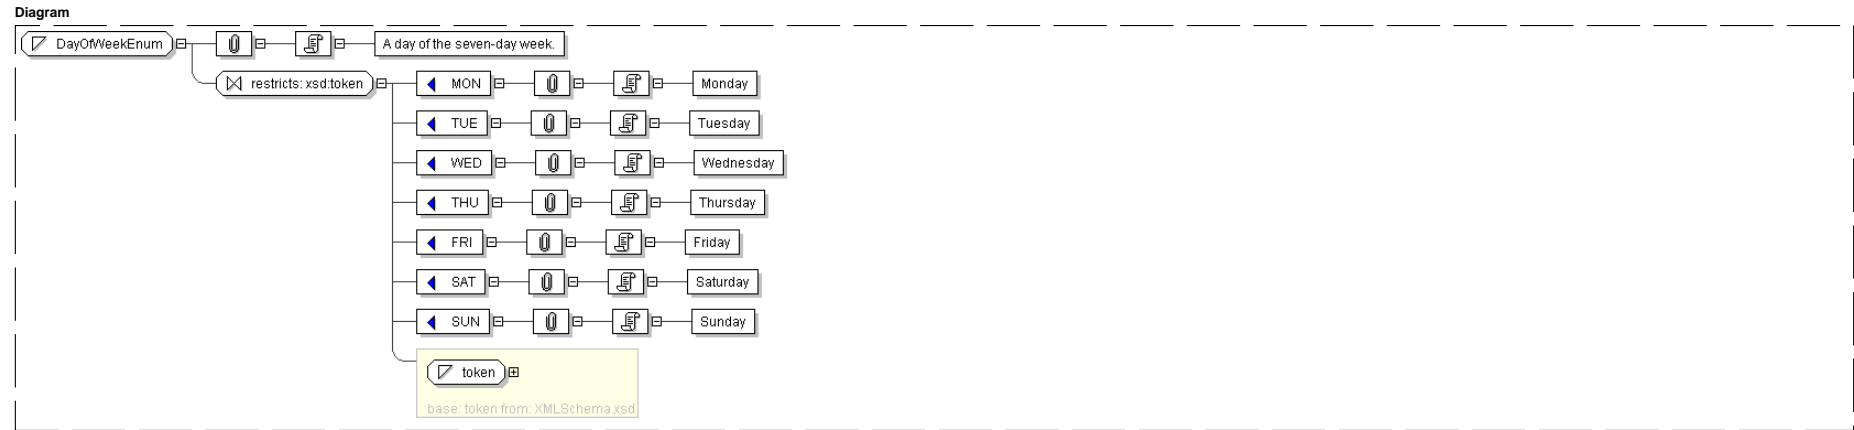 Diagram
DayOfWeekEnum A day of the seven-day week.
restricts: xsd:token MON Monday
TUE Tuesday
WED Wednesday
THU Thursday
FRI Friday
SAT Saturday
SUN Sunday
token
base: token from: XMLSchema.xsd